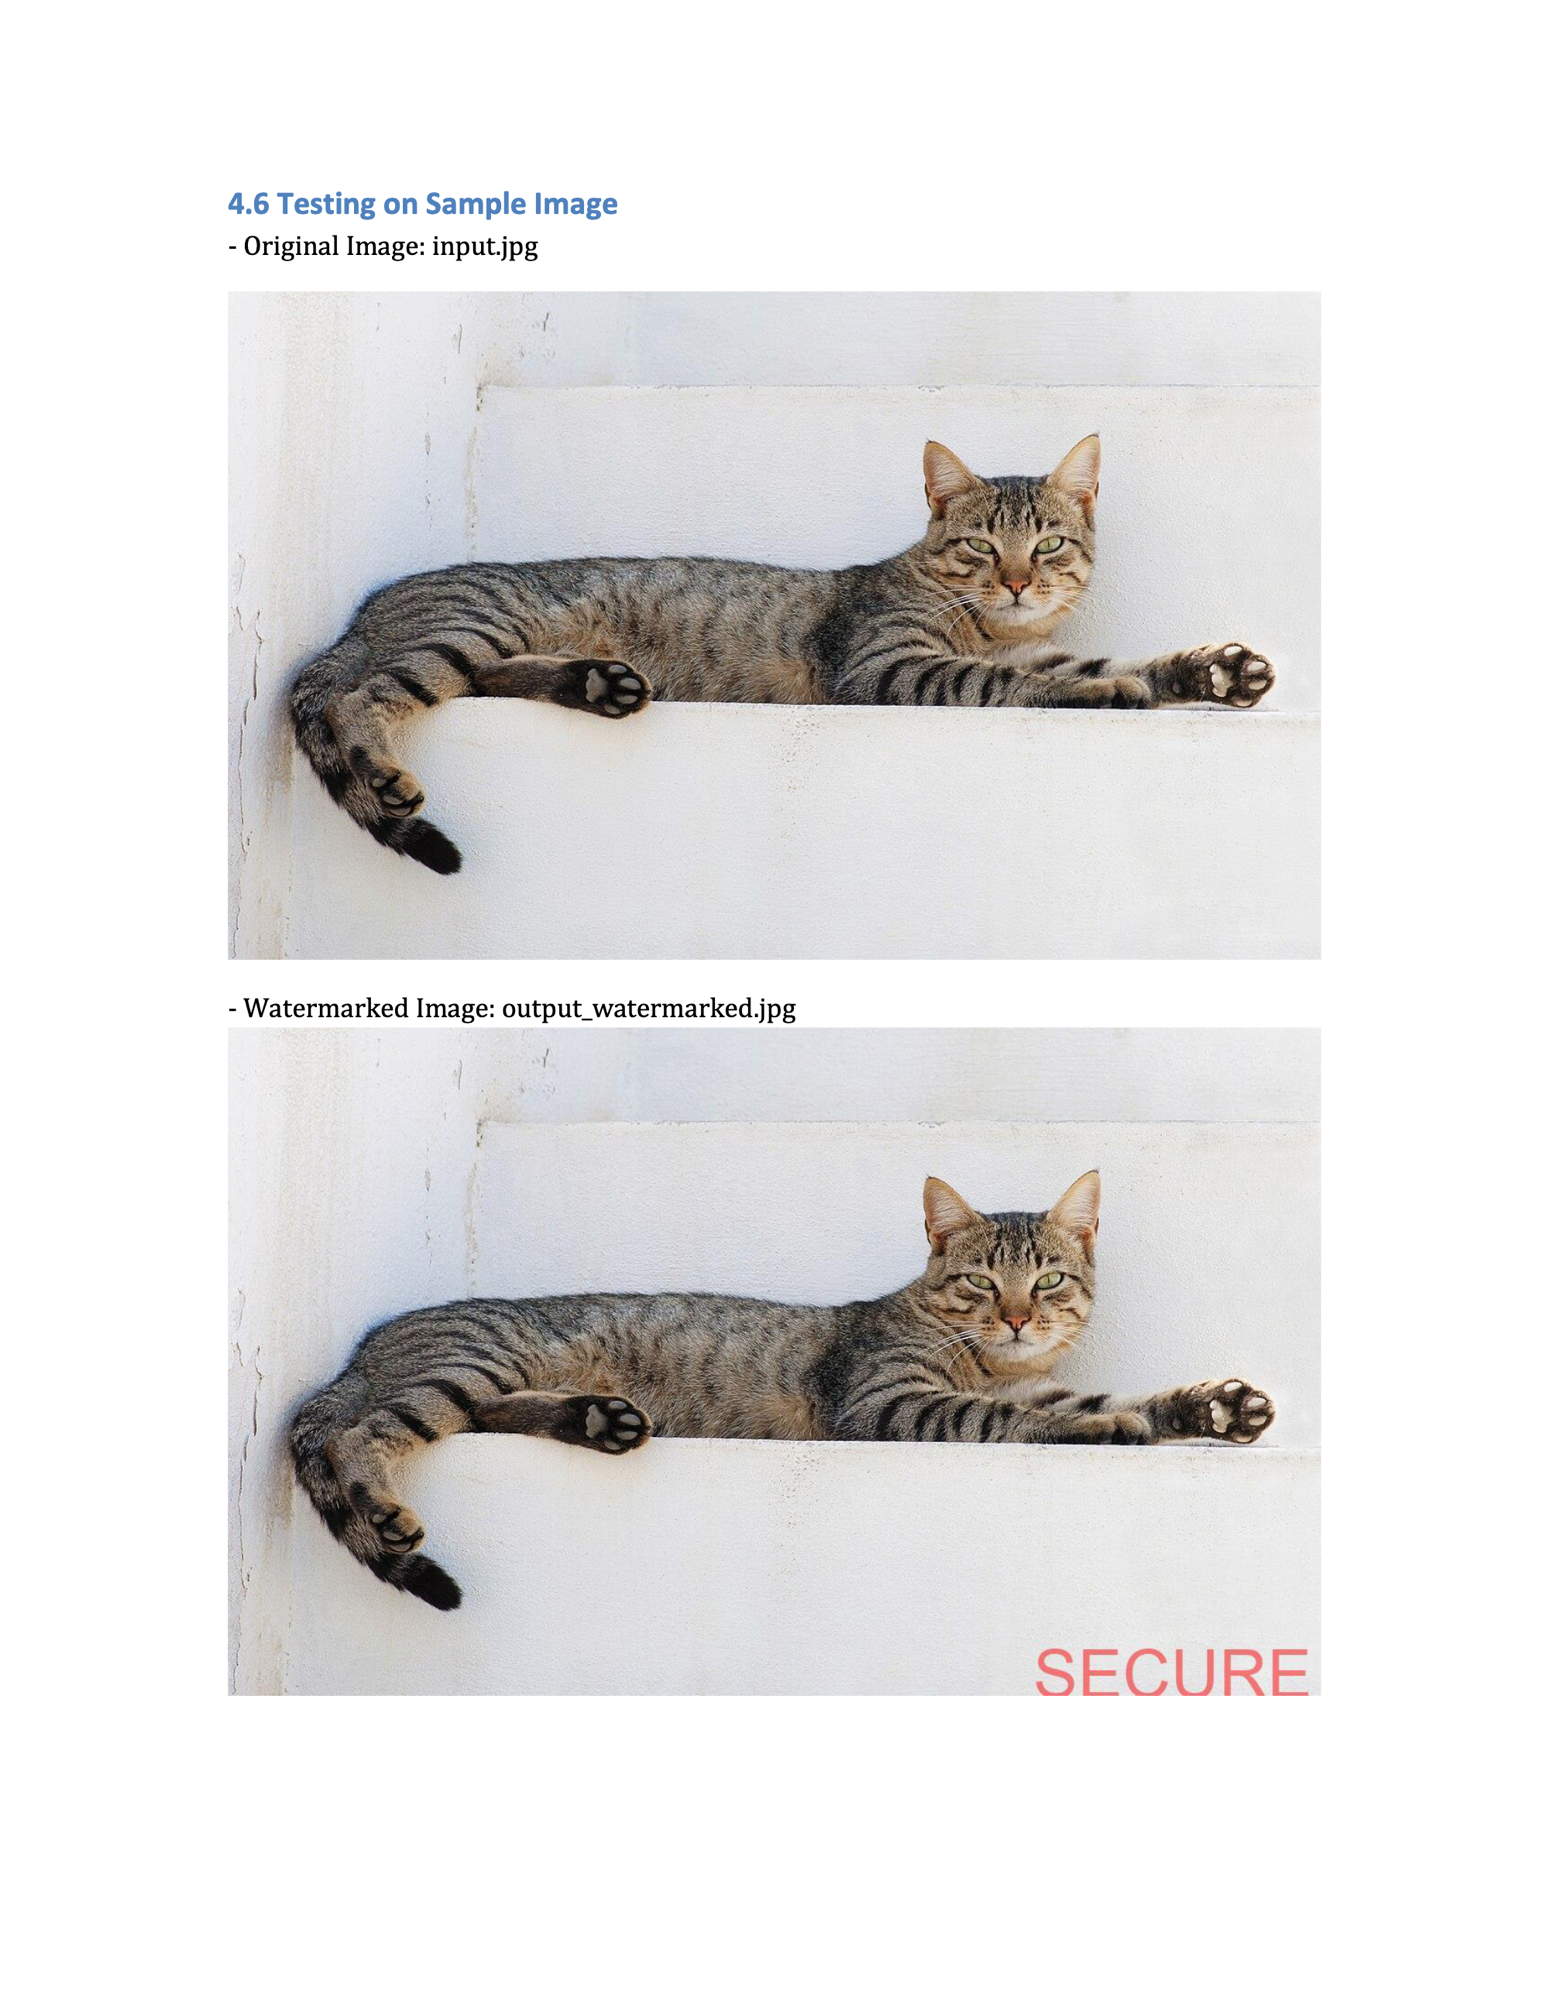 4.6 Testing on Sample Image
- Original Image: input.jpg
- Watermarked Image: output_watermarked.jpg
SECURE